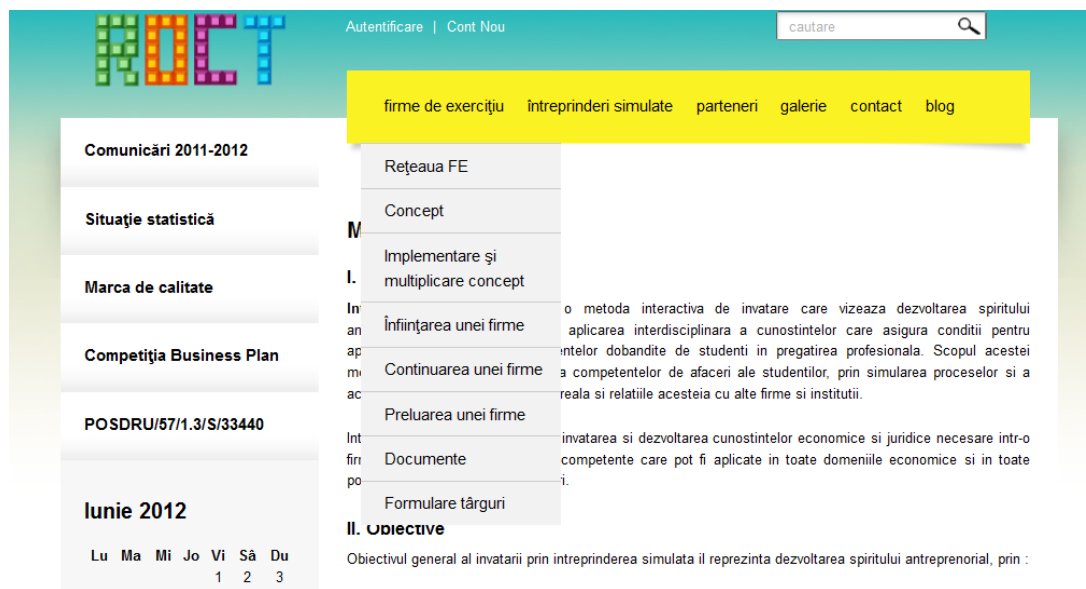 ROCT
Autentificare | Cont Nou
cautare
firme de exerciţiu întreprinderi simulate parteneri galerie contact blog
Comunicări 2011-2012
Situaţie statistică
Marca de calitate
Competiţia Business Plan
POSDRU/57/1.3/S/33440
Iunie 2012
Lu Ma Mi Jo Vi Sâ Du
1 2 3
Reţeaua FE
Concept
Implementare şi
multiplicare concept
Înfiinţarea unei firme
Continuarea unei firme
Preluarea unei firme
Documente
Formulare târguri
I.
o metoda interactiva de invatare care vizeaza dezvoltarea spiritului
aplicarea interdisciplinara a cunostintelor care asigura conditii pentru
dobandite de studenti in pregatirea profesionala. Scopul acestei
a competentelor de afaceri ale studentilor, prin simularea proceselor si a
reala si relatiile acesteia cu alte firme si institutii.
invatarea si dezvoltarea cunostintelor economice si juridice necesare intr-o
competente care pot fi aplicate in toate domeniile economice si in toate
II. Obiective
Obiectivul general al invatarii prin intreprinderea simulata il reprezinta dezvoltarea spiritului antreprenorial, prin :